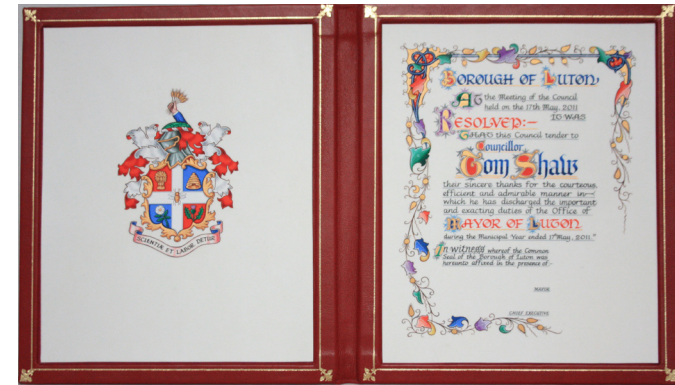 SCIENTIÆ ET LABORI DETUR
BOROUGH OF LUTON,
At the Meeting of the Council
held on the 17th May, 2011
IT WAS
RESOLVED:—
THAT this Council tender to
Councillor
Tom Shaw
their sincere thanks for the courteous,
efficient and admirable manner in
which he has discharged the important
and exacting duties of the Office of
MAYOR OF LUTON
during the Municipal Year ended 17th May, 2011."
In witness whereof the Common
Seal of the Borough of Luton was
hereunto affixed in the presence of-
MAYOR
CHIEF EXECUTIVE